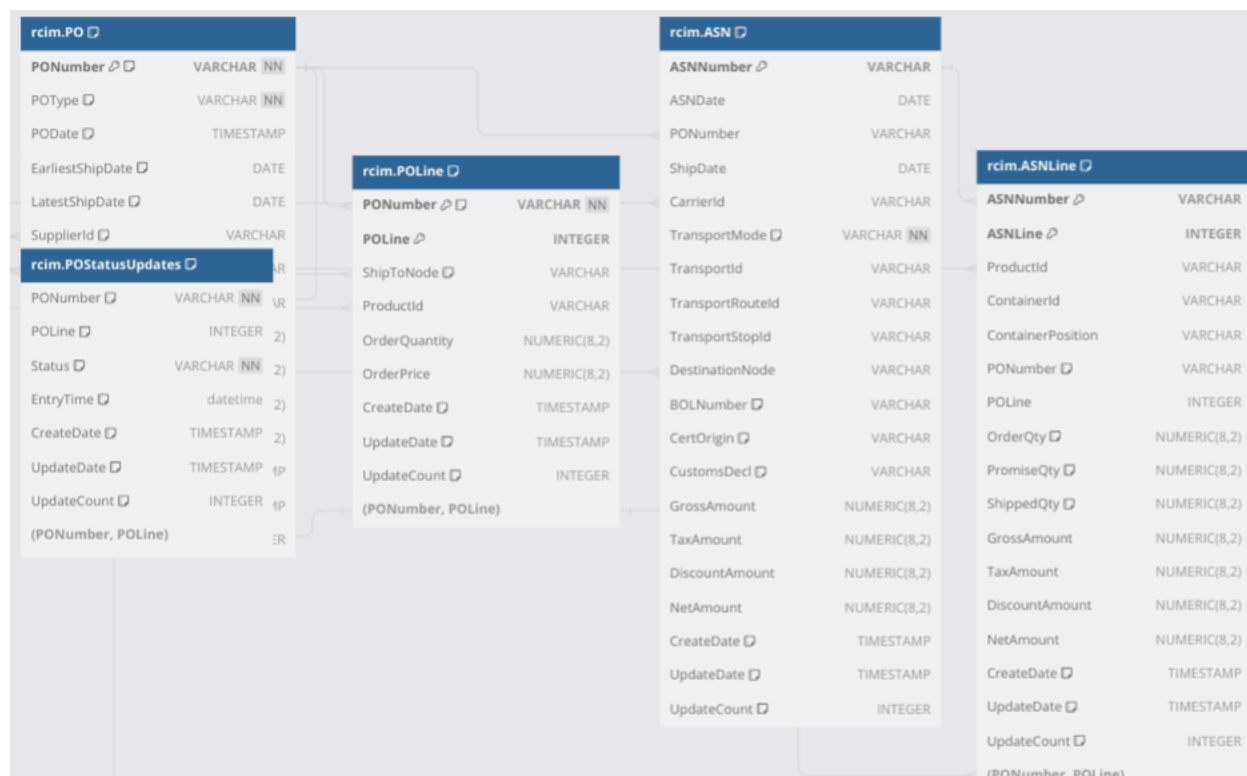 rcim.PO
PONumber VARCHAR NN
POType VARCHAR NN
PODate TIMESTAMP
EarliestShipDate DATE
LatestShipDate DATE
SupplierId VARCHAR
rcim.POStatusUpdates
PONumber VARCHAR NN
POLine INTEGER 2)
Status VARCHAR NN 2)
EntryTime datetime 2)
CreateDate TIMESTAMP 2)
UpdateDate TIMESTAMP
UpdateCount INTEGER
(PONumber, POLine)
rcim.POLine
PONumber VARCHAR NN
POLine INTEGER
ShipToNode VARCHAR
ProductId VARCHAR
OrderQuantity NUMERIC(8,2)
OrderPrice NUMERIC(8,2)
CreateDate TIMESTAMP
UpdateDate TIMESTAMP
UpdateCount INTEGER
(PONumber, POLine)
rcim.ASN
ASNNumber VARCHAR
ASNDate DATE
PONumber VARCHAR
ShipDate DATE
CarrierId VARCHAR
TransportMode VARCHAR NN
TransportId VARCHAR
TransportRouteId VARCHAR
TransportStopId VARCHAR
DestinationNode VARCHAR
BOLNumber VARCHAR
CertOrigin VARCHAR
CustomsDecl VARCHAR
GrossAmount NUMERIC(8,2)
TaxAmount NUMERIC(8,2)
DiscountAmount NUMERIC(8,2)
NetAmount NUMERIC(8,2)
CreateDate TIMESTAMP
UpdateDate TIMESTAMP
UpdateCount INTEGER
rcim.ASNLine
ASNNumber VARCHAR
ASNLine INTEGER
ProductId VARCHAR
ContainerId VARCHAR
ContainerPosition VARCHAR
PONumber VARCHAR
POLine INTEGER
OrderQty NUMERIC(8,2)
PromiseQty NUMERIC(8,2)
ShippedQty NUMERIC(8,2)
GrossAmount NUMERIC(8,2)
TaxAmount NUMERIC(8,2)
DiscountAmount NUMERIC(8,2)
NetAmount NUMERIC(8,2)
CreateDate TIMESTAMP
UpdateDate TIMESTAMP
UpdateCount INTEGER
(PONumber, POLine)